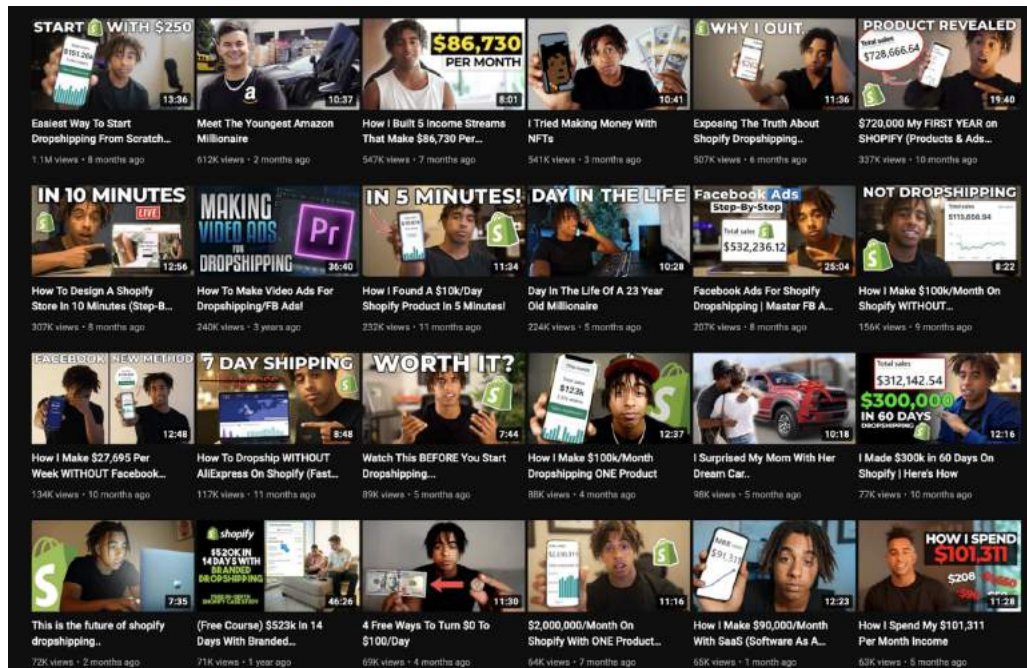 START WITH $250
13:36
10:37
$86,730
PER MONTH
8:01
10:41
WHY I QUIT..
11:36
PRODUCT REVEALED
Total sales
$728,666.64
19:40
Easiest Way To Start
Dropshipping From Scratch...
1.1M views • 8 months ago
Meet The Youngest Amazon
Millionaire
612K views • 2 months ago
How I Built 5 Income Streams
That Make $86,730 Per...
547K views • 7 months ago
I Tried Making Money With
NFTs
541K views • 3 months ago
Exposing The Truth About
Shopify Dropshipping..
507K views • 6 months ago
$720,000 My FIRST YEAR on
SHOPIFY (Products & Ads...
337K views • 10 months ago
IN 10 MINUTES
LIVE
12:56
MAKING
VIDEO ADS
FOR
DROPSHIPPING
Pr
36:40
IN 5 MINUTES!
11:34
DAY IN THE LIFE
10:28
Facebook Ads
Step-By-Step
Total sales
$532,236.12
25:04
NOT DROPSHIPPING
Total sales
$115,656.94
8:22
How To Design A Shopify
Store In 10 Minutes (Step-B...
307K views • 8 months ago
How To Make Video Ads For
Dropshipping/FB Ads!
240K views • 3 years ago
How I Found A $10k/Day
Shopify Product In 5 Minutes!
232K views • 11 months ago
Day In The Life Of A 23 Year
Old Millionaire
224K views • 5 months ago
Facebook Ads For Shopify
Dropshipping | Master FB A...
207K views • 8 months ago
How I Make $100k/Month On
Shopify WITHOUT...
156K views • 9 months ago
FACEBOOK
NEW METHOD
12:48
7 DAY SHIPPING
8:48
WORTH IT?
7:44
Total sales
$12.3k
12:37
10:18
Total sales
$312,142.54
$300,000
IN 60 DAYS
DROPSHIPPING
12:16
How I Make $27,695 Per
Week WITHOUT Facebook...
134K views • 10 months ago
How To Dropship WITHOUT
AliExpress On Shopify (Fast...
117K views • 11 months ago
Watch This BEFORE You Start
Dropshipping...
89K views • 5 months ago
How I Make $100k/Month
Dropshipping ONE Product
88K views • 4 months ago
I Surprised My Mom With Her
Dream Car..
98K views • 5 months ago
I Made $300k in 60 Days On
Shopify | Here's How
77K views • 10 months ago
7:35
shopify
$520K IN
14 DAYS WITH
BRANDED
DROPSHIPPING
FREE IN-DEPTH
SHOPIFY CASE STUDY
46:26
11:30
11:16
MRR
$91,311
12:23
HOW I SPEND
$101,311
$208
11:28
This is the future of shopify
dropshipping..
72K views • 2 months ago
(Free Course) $523k In 14
Days With Branded...
71K views • 1 year ago
4 Free Ways To Turn $0 To
$100/Day
69K views • 4 months ago
$2,000,000/Month On
Shopify With ONE Product...
64K views • 7 months ago
How I Make $90,000/Month
With SaaS (Software As A...
65K views • 1 month ago
How I Spend My $101,311
Per Month Income
63K views • 5 months ago